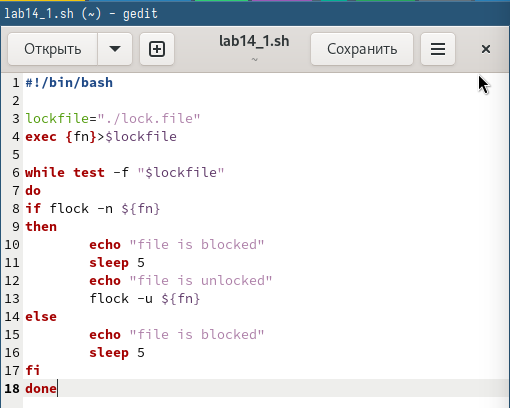 lab14_1.sh (~) - gedit
Открыть lab14_1.sh Сохранить
~
1 #!/bin/bash
2
3 lockfile="./lock.file"
4 exec {fn}>$lockfile
5
6 while test -f "$lockfile"
7 do
8 if flock -n ${fn}
9 then
10         echo "file is blocked"
11         sleep 5
12         echo "file is unlocked"
13         flock -u ${fn}
14 else
15         echo "file is blocked"
16         sleep 5
17 fi
18 done